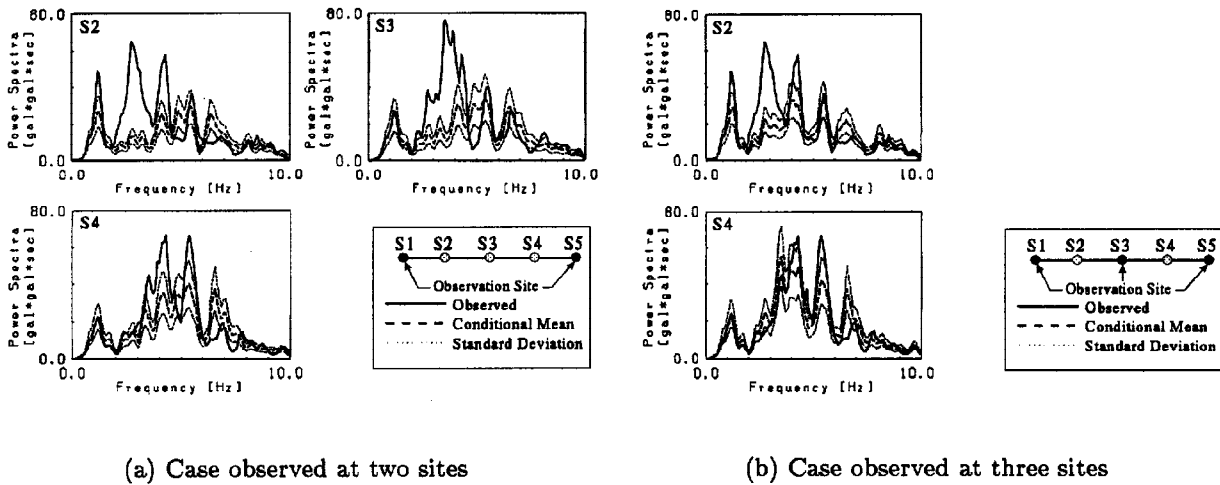 80.0
S2
Power Spectra
[gal*gal*sec]
0.0
0.0
10.0
Frequency [Hz]
80.0
S3
Power Spectra
[gal*gal*sec]
0.0
0.0
10.0
Frequency [Hz]
80.0
S4
Power Spectra
[gal*gal*sec]
0.0
0.0
10.0
Frequency [Hz]
S1 S2 S3 S4 S5
Observation Site
Observed
Conditional Mean
Standard Deviation
(a) Case observed at two sites
80.0
S2
Power Spectra
[gal*gal*sec]
0.0
0.0
10.0
Frequency [Hz]
80.0
S4
Power Spectra
[gal*gal*sec]
0.0
0.0
10.0
Frequency [Hz]
S1 S2 S3 S4 S5
Observation Site
Observed
Conditional Mean
Standard Deviation
(b) Case observed at three sites